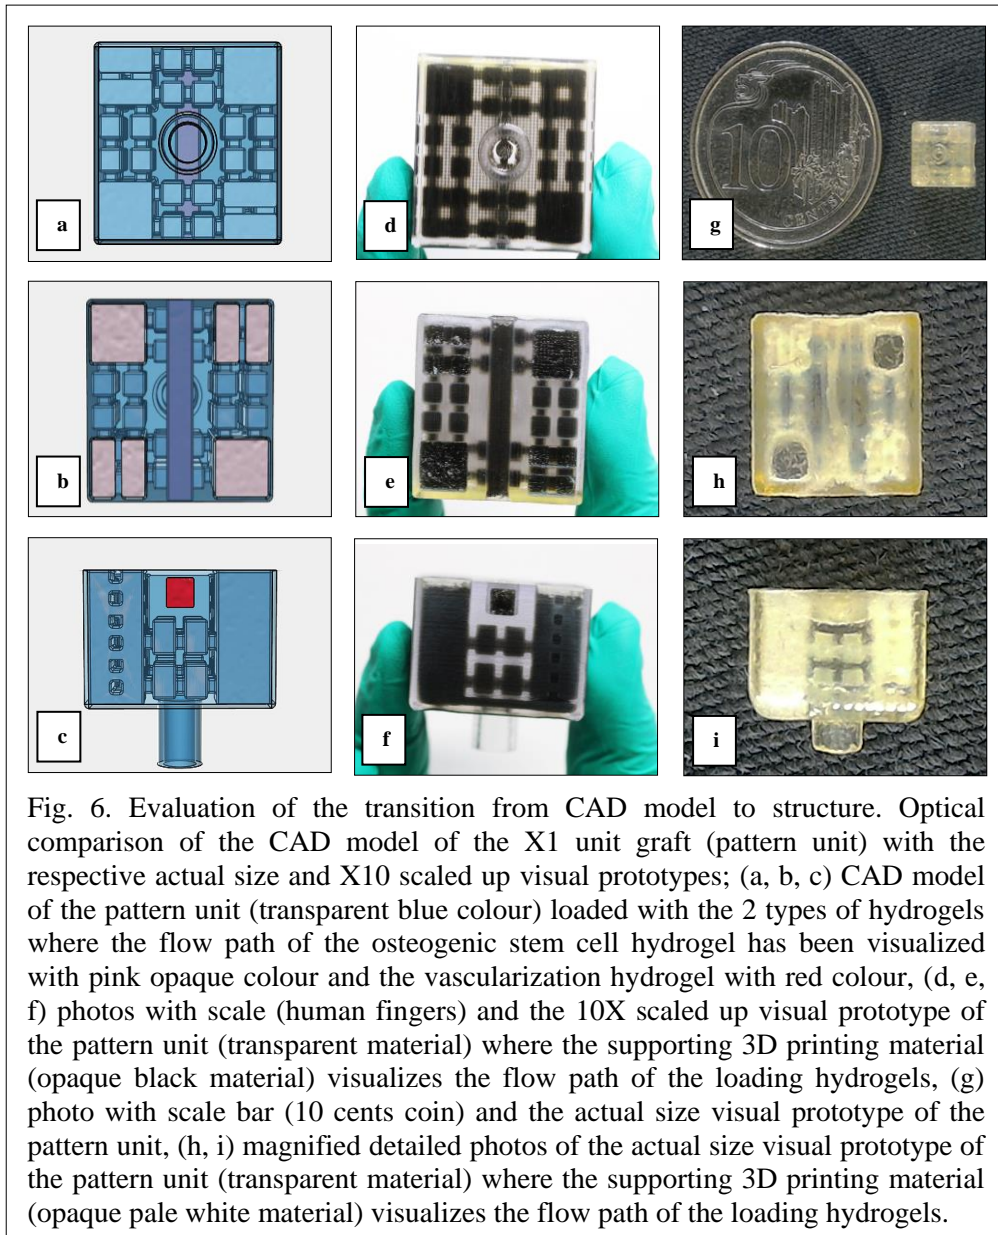 a
d
10
CENTS
g
b
e
h
c
f
i
Fig. 6. Evaluation of the transition from CAD model to structure. Optical
comparison of the CAD model of the X1 unit graft (pattern unit) with the
respective actual size and X10 scaled up visual prototypes; (a, b, c) CAD model
of the pattern unit (transparent blue colour) loaded with the 2 types of hydrogels
where the flow path of the osteogenic stem cell hydrogel has been visualized
with pink opaque colour and the vascularization hydrogel with red colour, (d, e,
f) photos with scale (human fingers) and the 10X scaled up visual prototype of
the pattern unit (transparent material) where the supporting 3D printing material
(opaque black material) visualizes the flow path of the loading hydrogels, (g)
photo with scale bar (10 cents coin) and the actual size visual prototype of the
pattern unit, (h, i) magnified detailed photos of the actual size visual prototype of
the pattern unit (transparent material) where the supporting 3D printing material
(opaque pale white material) visualizes the flow path of the loading hydrogels.